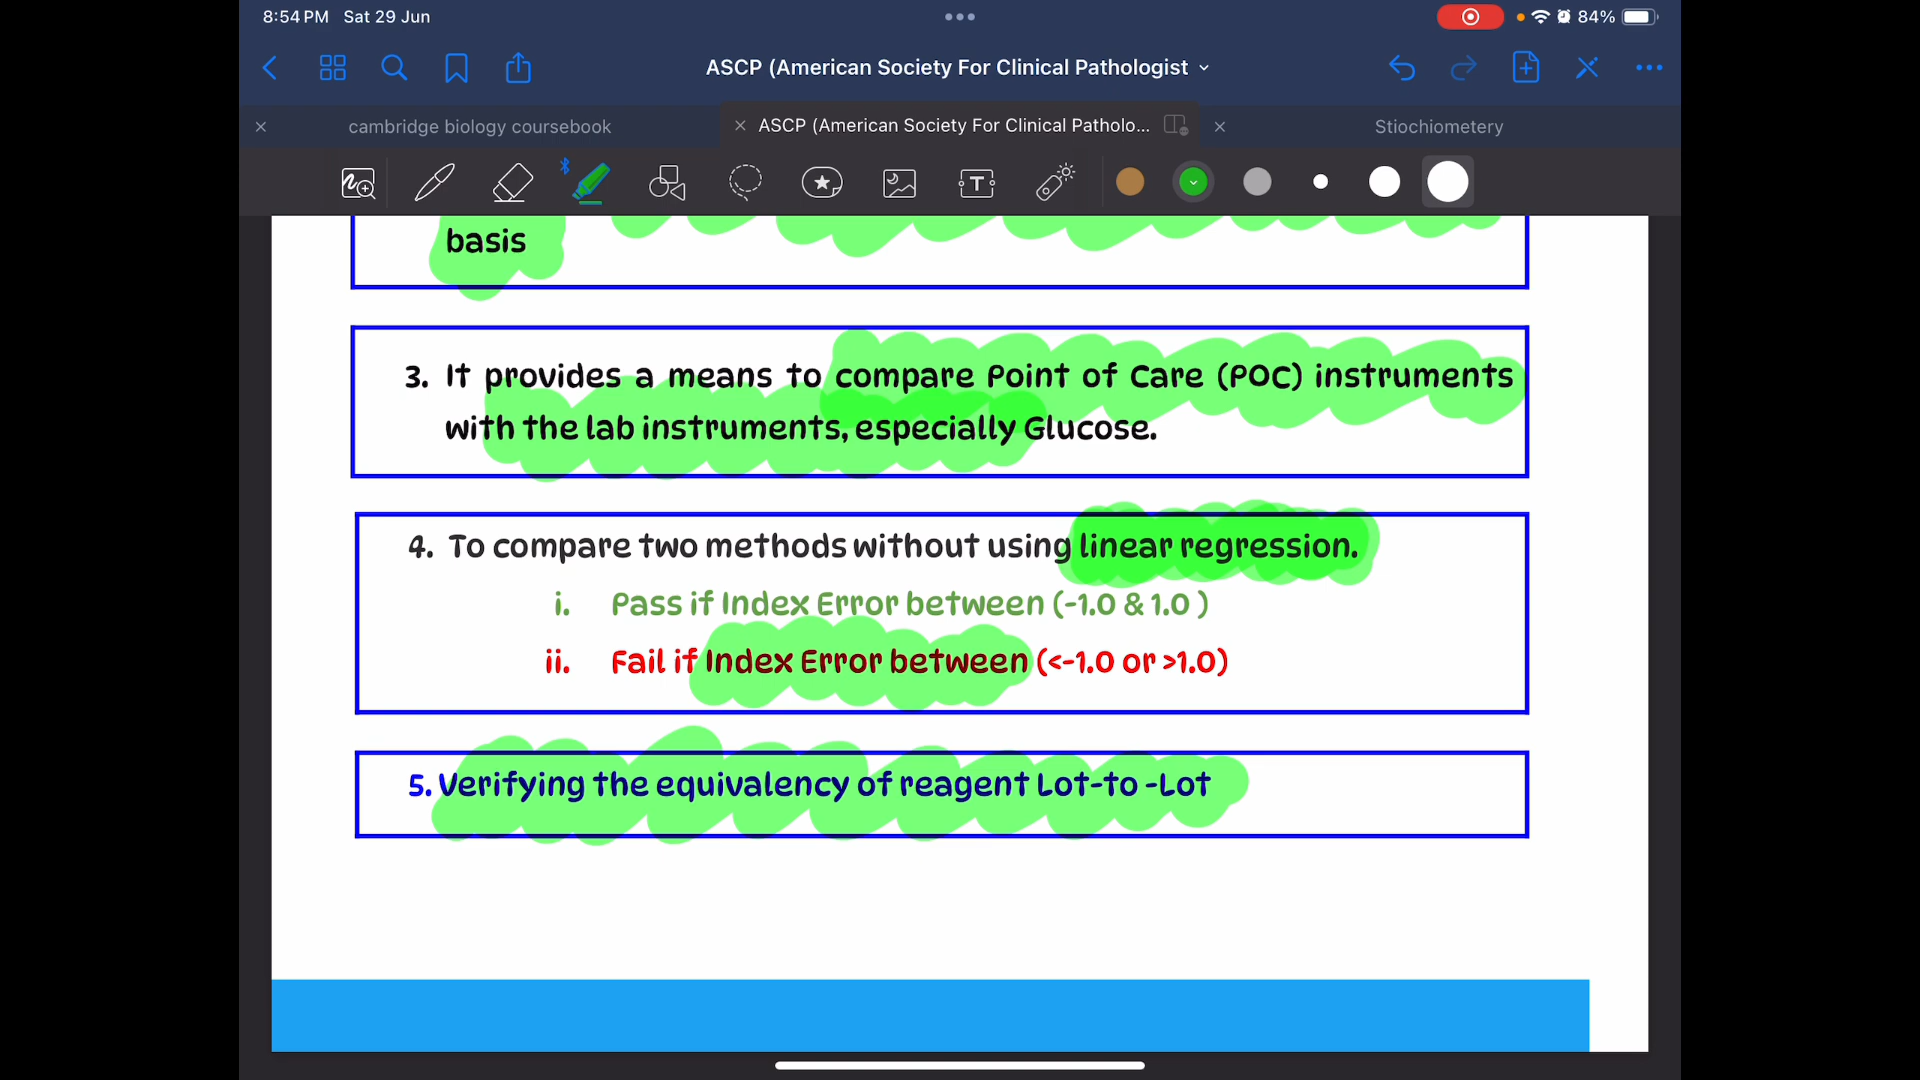 8:54 PM Sat 29 Jun
84%
ASCP (American Society For Clinical Pathologist
cambridge biology coursebook
ASCP (American Society For Clinical Patholo...
Stiochiometery
T
basis
3. It provides a means to compare Point of Care (POC) instruments
with the lab instruments, especially Glucose.
4. To compare two methods without using linear regression.
i. Pass if Index Error between (-1.0 & 1.0 )
ii. Fail if Index Error between (<-1.0 or >1.0)
5. Verifying the equivalency of reagent Lot-to -Lot